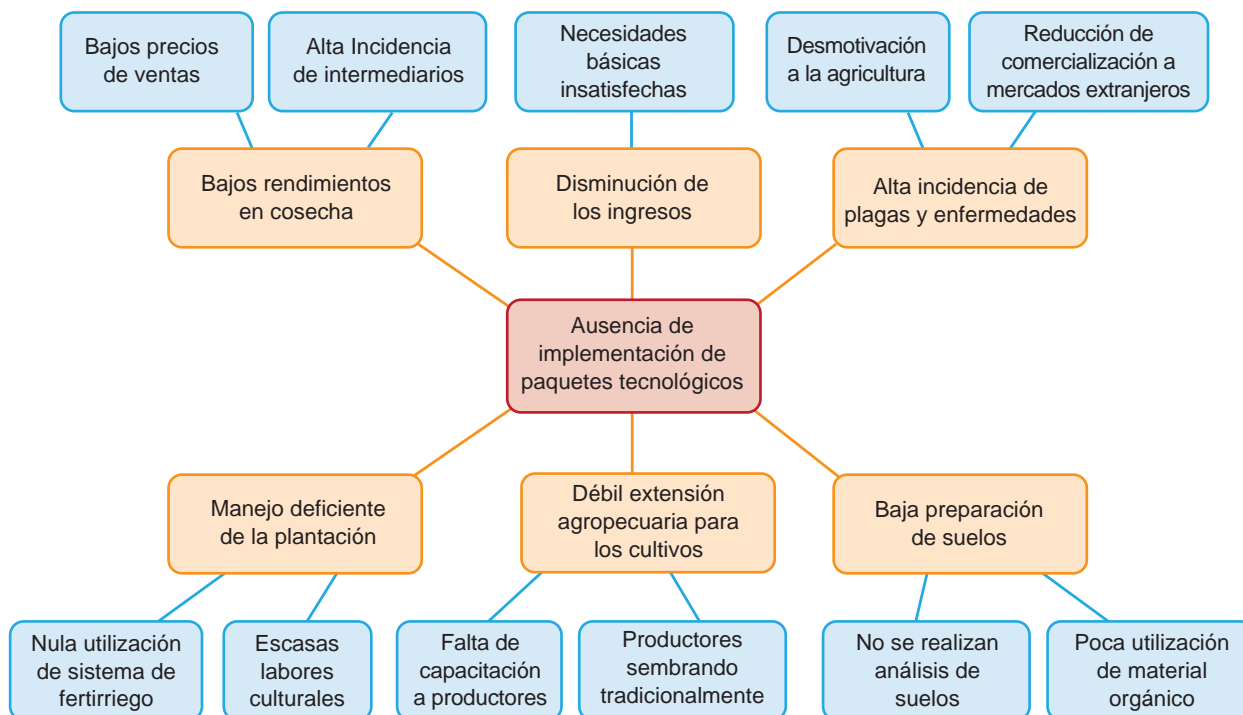 Bajos precios
de ventas
Alta Incidencia
de intermediarios
Necesidades
básicas
insatisfechas
Desmotivación
a la agricultura
Reducción de
comercialización a
mercados extranjeros
Bajos rendimientos
en cosecha
Disminución de
los ingresos
Alta incidencia de
plagas y enfermedades
Ausencia de
implementación de
paquetes tecnológicos
Manejo deficiente
de la plantación
Débil extensión
agropecuaria para
los cultivos
Baja preparación
de suelos
Nula utilización
de sistema de
fertirriego
Escasas
labores
culturales
Falta de
capacitación
a productores
Productores
sembrando
tradicionalmente
No se realizan
análisis de
suelos
Poca utilización
de material
orgánico